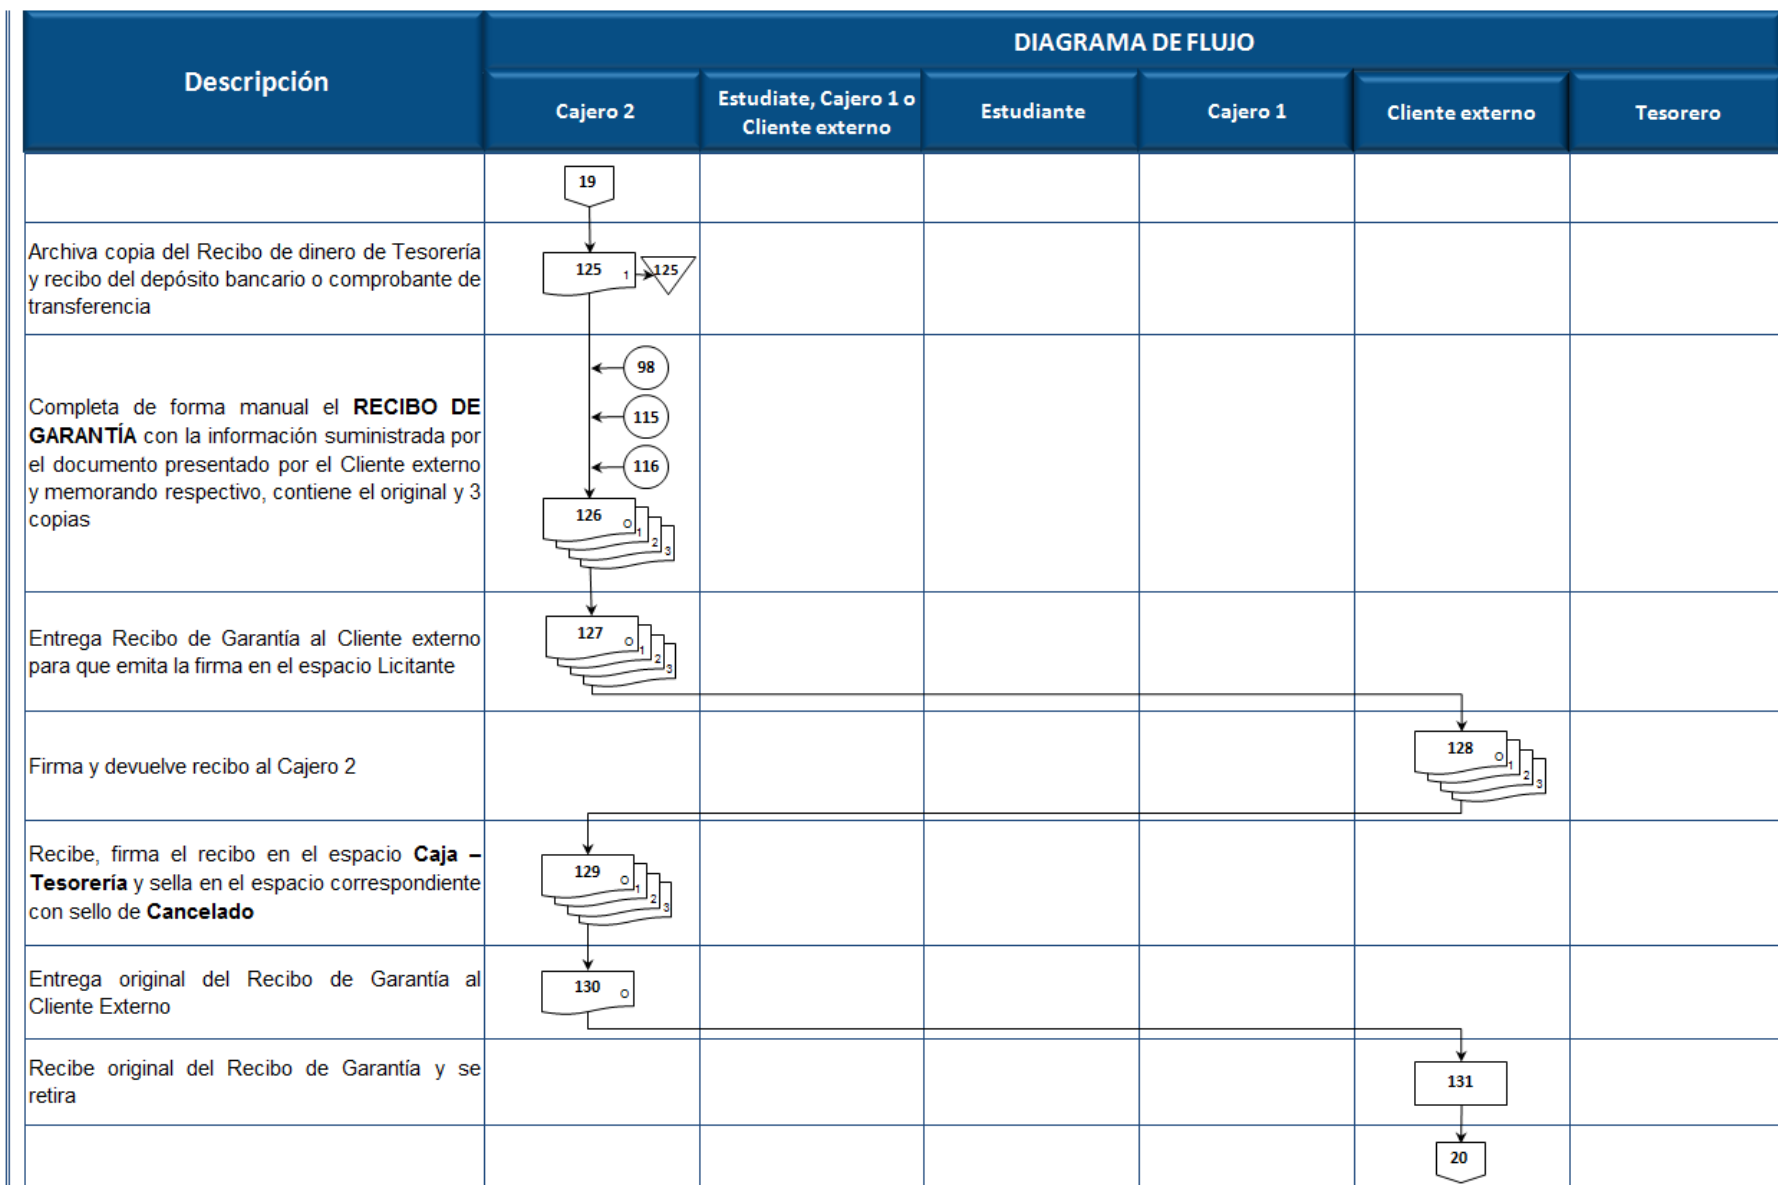 Descripción
DIAGRAMA DE FLUJO
Cajero 2
Estudiate, Cajero 1 o
Cliente externo
Estudiante
Cajero 1
Cliente externo
Tesorero
19
Archiva copia del Recibo de dinero de Tesorería
y recibo del depósito bancario o comprobante de
transferencia
125 1
125
98
115
116
Completa de forma manual el RECIBO DE
GARANTÍA con la información suministrada por
el documento presentado por el Cliente externo
y memorando respectivo, contiene el original y 3
copias
126 O 1 2 3
Entrega Recibo de Garantía al Cliente externo
para que emita la firma en el espacio Licitante
127 O 1 2 3
Firma y devuelve recibo al Cajero 2
128 O 1 2 3
Recibe, firma el recibo en el espacio Caja –
Tesorería y sella en el espacio correspondiente
con sello de Cancelado
129 O 1 2 3
Entrega original del Recibo de Garantía al
Cliente Externo
130 O
Recibe original del Recibo de Garantía y se
retira
131
20